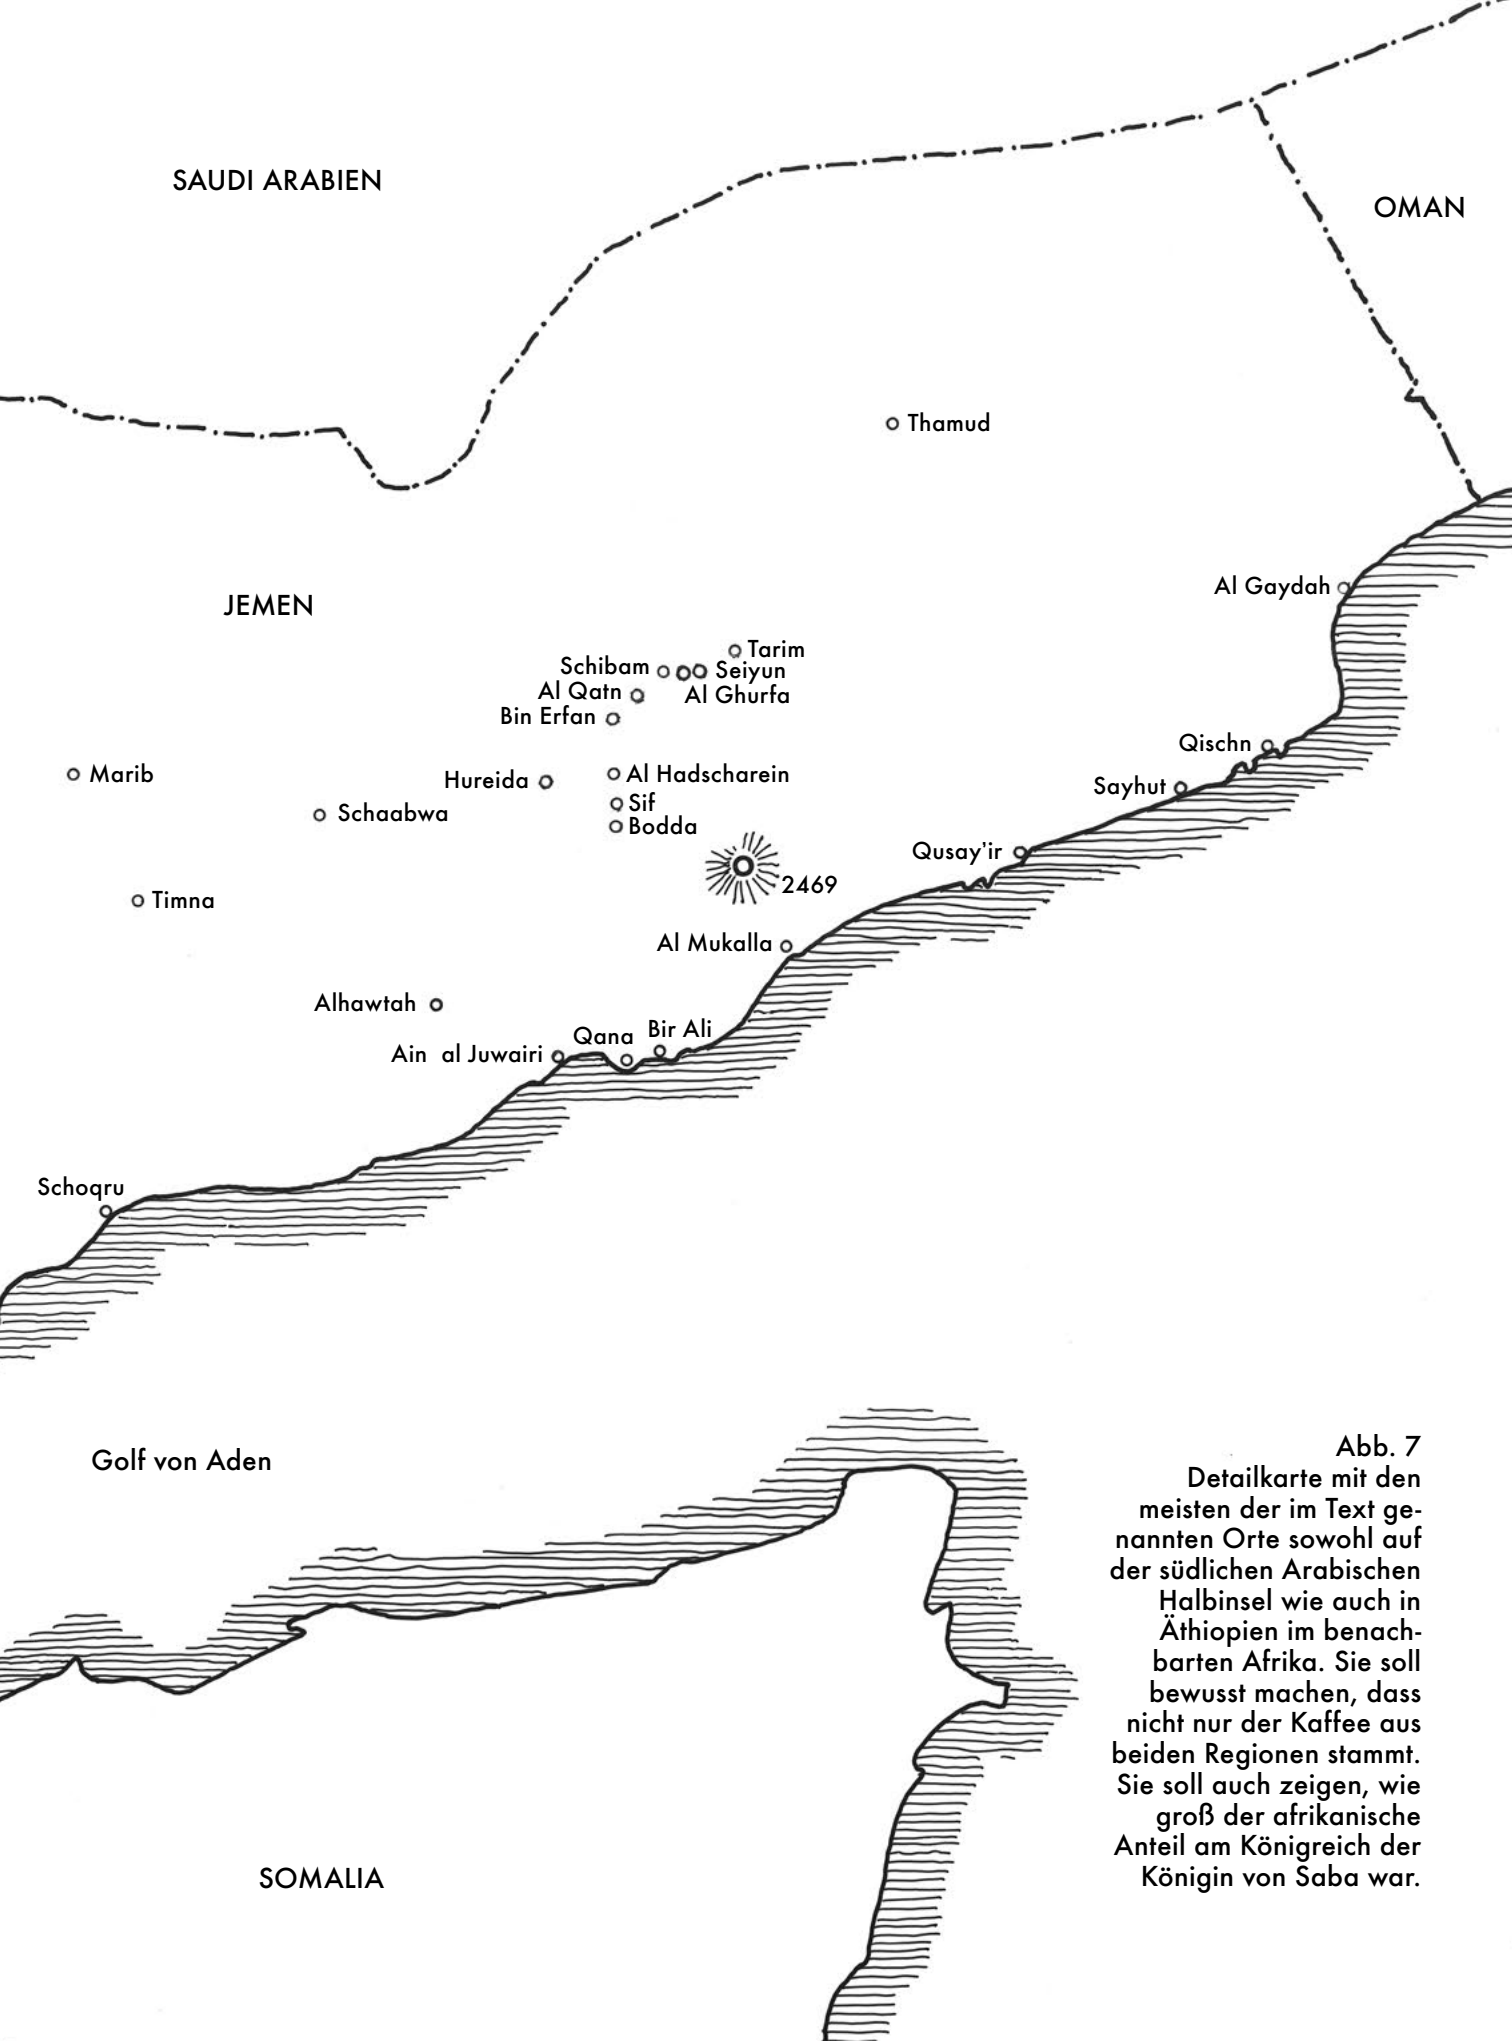 SAUDI ARABIEN
OMAN
Thamud
Al Gaydah
JEMEN
Tarim
Schibam
Seiyun
Al Qatn
Al Ghurfa
Bin Erfan
Qischn
Marib
Hureida
Al Hadscharein
Sayhut
Sif
Schaabwa
Bodda
Qusay’ir
2469
Timna
Al Mukalla
Alhawtah
Qana
Bir Ali
Ain al Juwairi
Schoqru
Golf von Aden
Abb. 7
Detailkarte mit den
meisten der im Text ge-
nannten Orte sowohl auf
der südlichen Arabischen
Halbinsel wie auch in
Äthiopien im benach-
barten Afrika. Sie soll
bewusst machen, dass
nicht nur der Kaffee aus
beiden Regionen stammt.
Sie soll auch zeigen, wie
groß der afrikanische
Anteil am Königreich der
Königin von Saba war.
SOMALIA